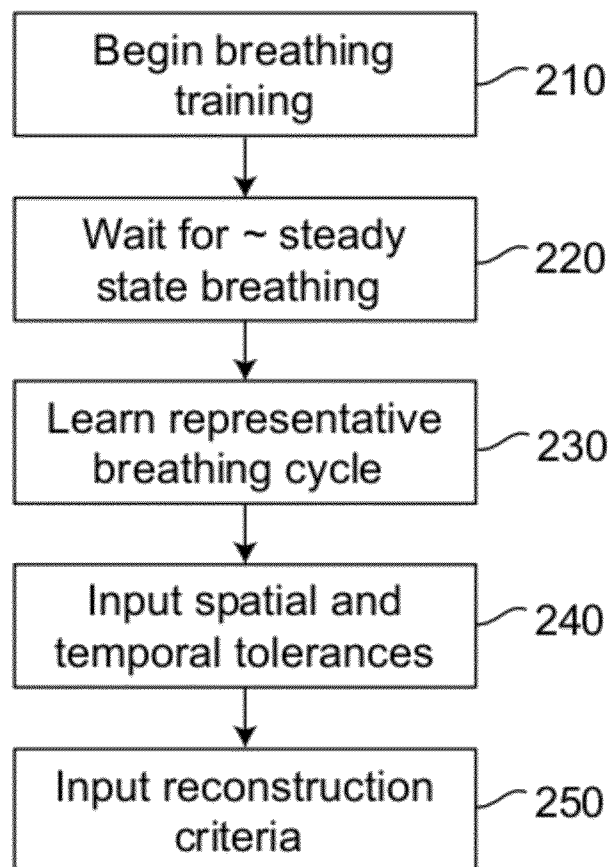 Begin breathing
training
210
Wait for ~ steady
state breathing
220
Learn representative
breathing cycle
230
Input spatial and
temporal tolerances
240
Input reconstruction
criteria
250